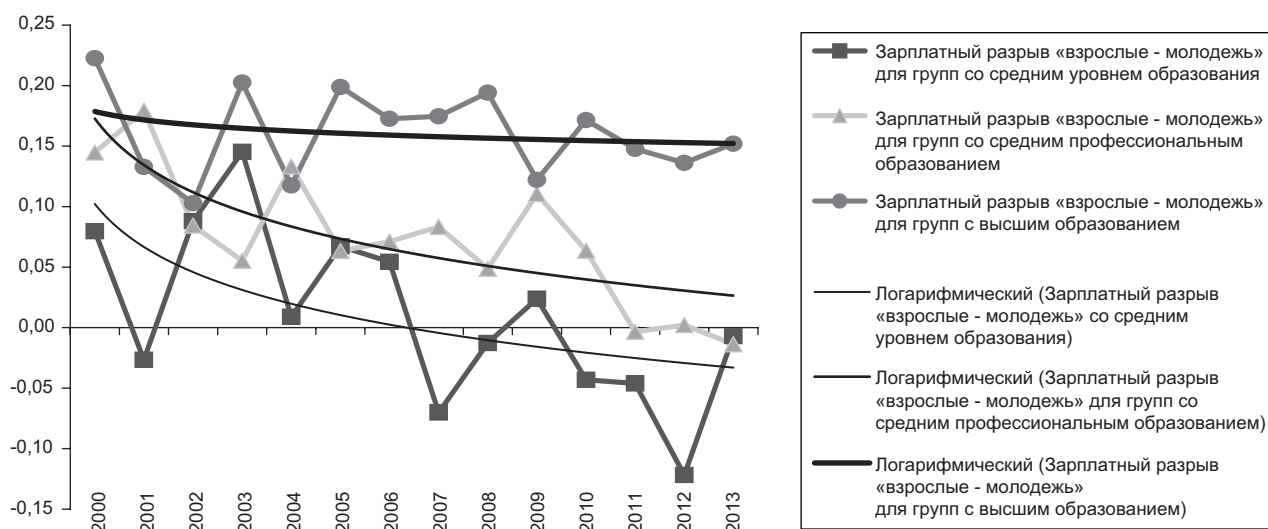 0,25
0,20
0,15
0,10
0,05
0,00
-0,05
-0,10
-0,15
2000
2001
2002
2003
2004
2005
2006
2007
2008
2009
2010
2011
2012
2013
Зарплатный разрыв «взрослые - молодежь»
для групп со средним уровнем образования
Зарплатный разрыв «взрослые - молодежь»
для групп со средним профессиональным
образованием
Зарплатный разрыв «взрослые - молодежь»
для групп с высшим образованием
Логарифмический (Зарплатный разрыв
«взрослые - молодежь» со средним
уровнем образования)
Логарифмический (Зарплатный разрыв
«взрослые - молодежь» для групп со
средним профессиональным образованием)
Логарифмический (Зарплатный разрыв
«взрослые - молодежь»
для групп с высшим образованием)